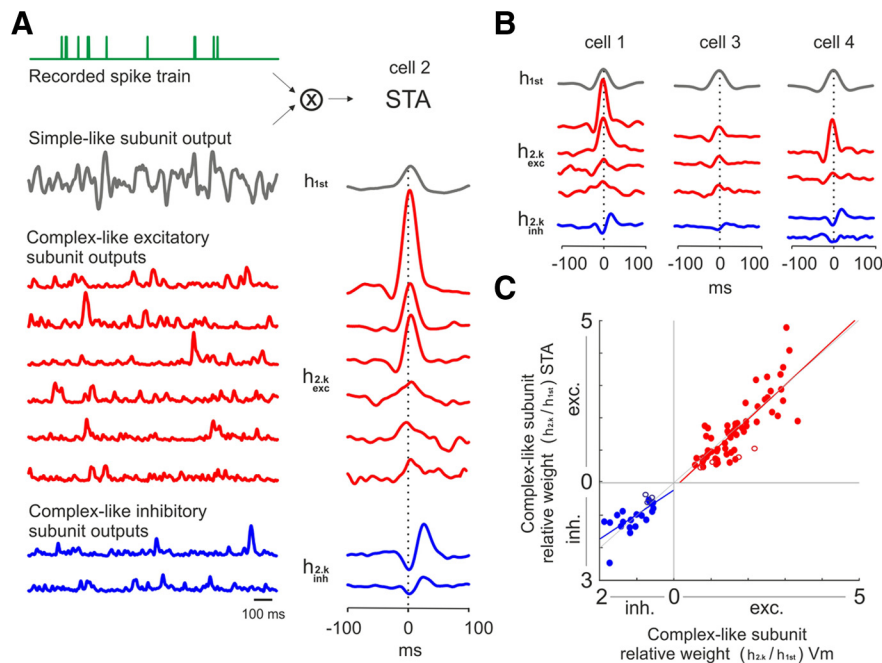 A
Recorded spike train
cell 2
STA
Simple-like subunit output
h1st
Complex-like excitatory
subunit outputs
h2.k
exc
Complex-like inhibitory
subunit outputs
h2.k
inh
100 ms
-100 0 100
ms
B
cell 1 cell 3 cell 4
h1st
h2.k
exc
h2.k
inh
-100 0 100 -100 0 100 -100 0 100
ms
C
Complex-like subunit
relative weight (h2.k/h1st) STA
inh. exc.
5
0
3
2 inh. 0 exc. 5
Complex-like subunit
relative weight (h2.k/h1st) Vm